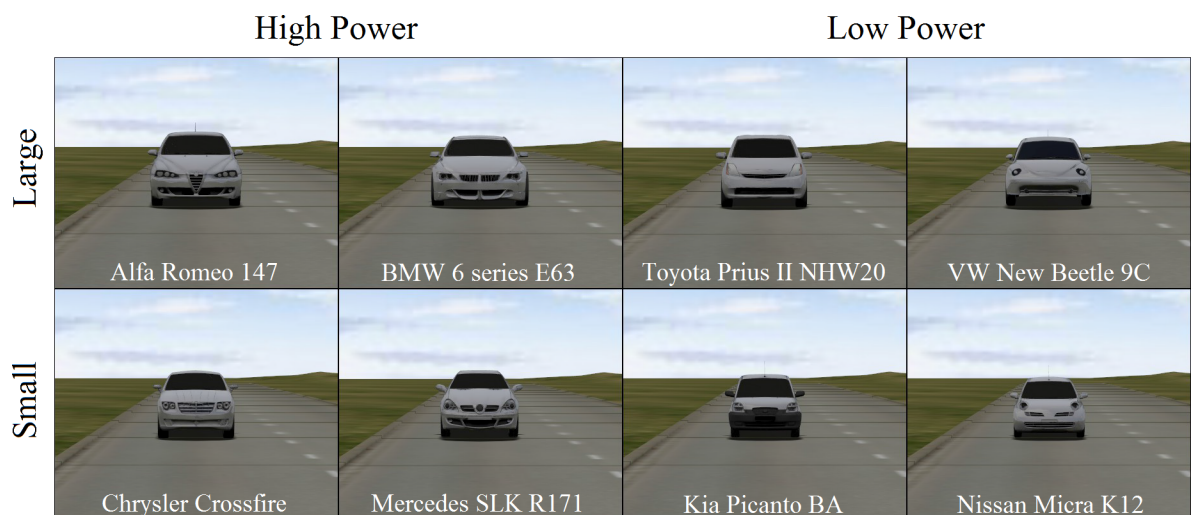 High Power
Low Power
Large
Alfa Romeo 147
BMW 6 series E63
Toyota Prius II NHW20
VW New Beetle 9C
Small
Chrysler Crossfire
Mercedes SLK R171
Kia Picanto BA
Nissan Micra K12